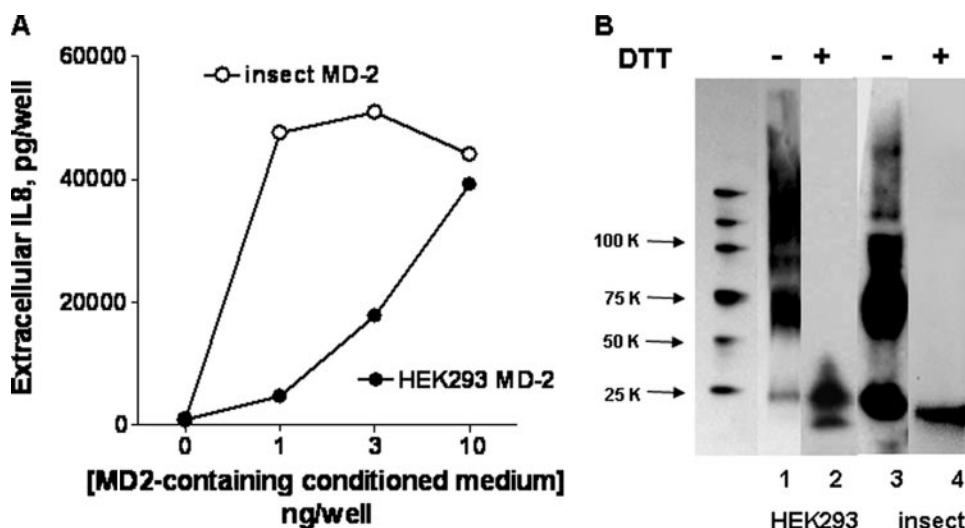 A
60000
40000
20000
0
Extracellular IL8, pg/well
insect MD-2
HEK293 MD-2
0 1 3 10
[MD2-containing conditioned medium]
ng/well
B
DTT - + - +
100 K
75 K
50 K
25 K
1 2 3 4
HEK293 insect